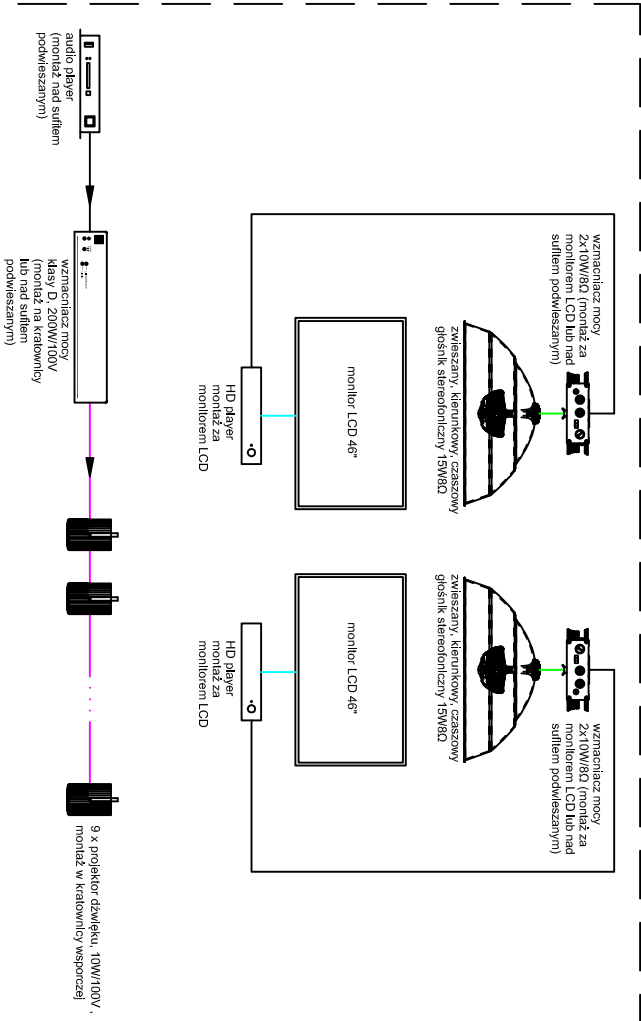 wzmacniacz mocy
2x10W/8Ω (montaż za
monitorem LCD lub nad
sufitem podwieszanym)
wzmacniacz mocy
2x10W/8Ω (montaż za
monitorem LCD lub nad
sufitem podwieszanym)
zwieszany, kierunkowy, czaszowy
głośnik stereofoniczny 15W8Ω
zwieszany, kierunkowy, czaszowy
głośnik stereofoniczny 15W8Ω
monitor LCD 46"
monitor LCD 46"
HD player
montaż za
monitorem LCD
HD player
montaż za
monitorem LCD
audio player
(montaż nad sufitem
podwieszanym)
wzmacniacz mocy
klasy D, 200W/100V
(montaż na kratownicy
lub nad sufitem
podwieszanym)
9 x projektor dźwięku, 10W/100V ,
montaż w kratownicy wsporczej